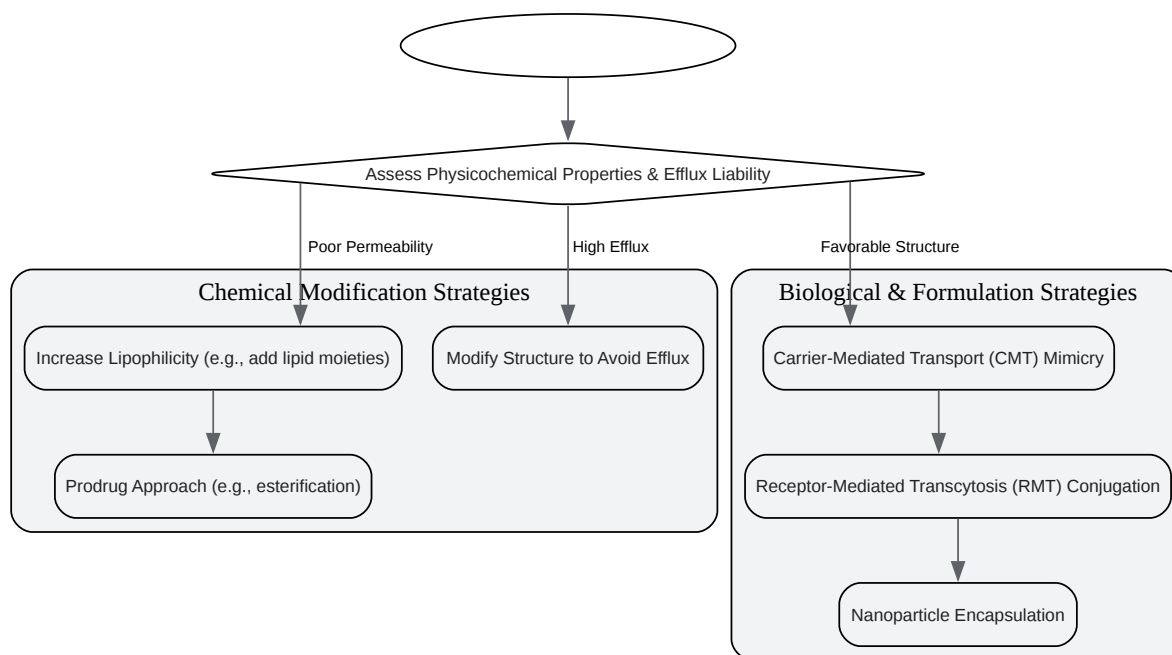 Assess Physicochemical Properties & Efflux Liability
Poor Permeability
High Efflux
Favorable Structure
Chemical Modification Strategies
Biological & Formulation Strategies
Increase Lipophilicity (e.g., add lipid moieties)
Modify Structure to Avoid Efflux
Carrier-Mediated Transport (CMT) Mimicry
Prodrug Approach (e.g., esterification)
Receptor-Mediated Transcytosis (RMT) Conjugation
Nanoparticle Encapsulation